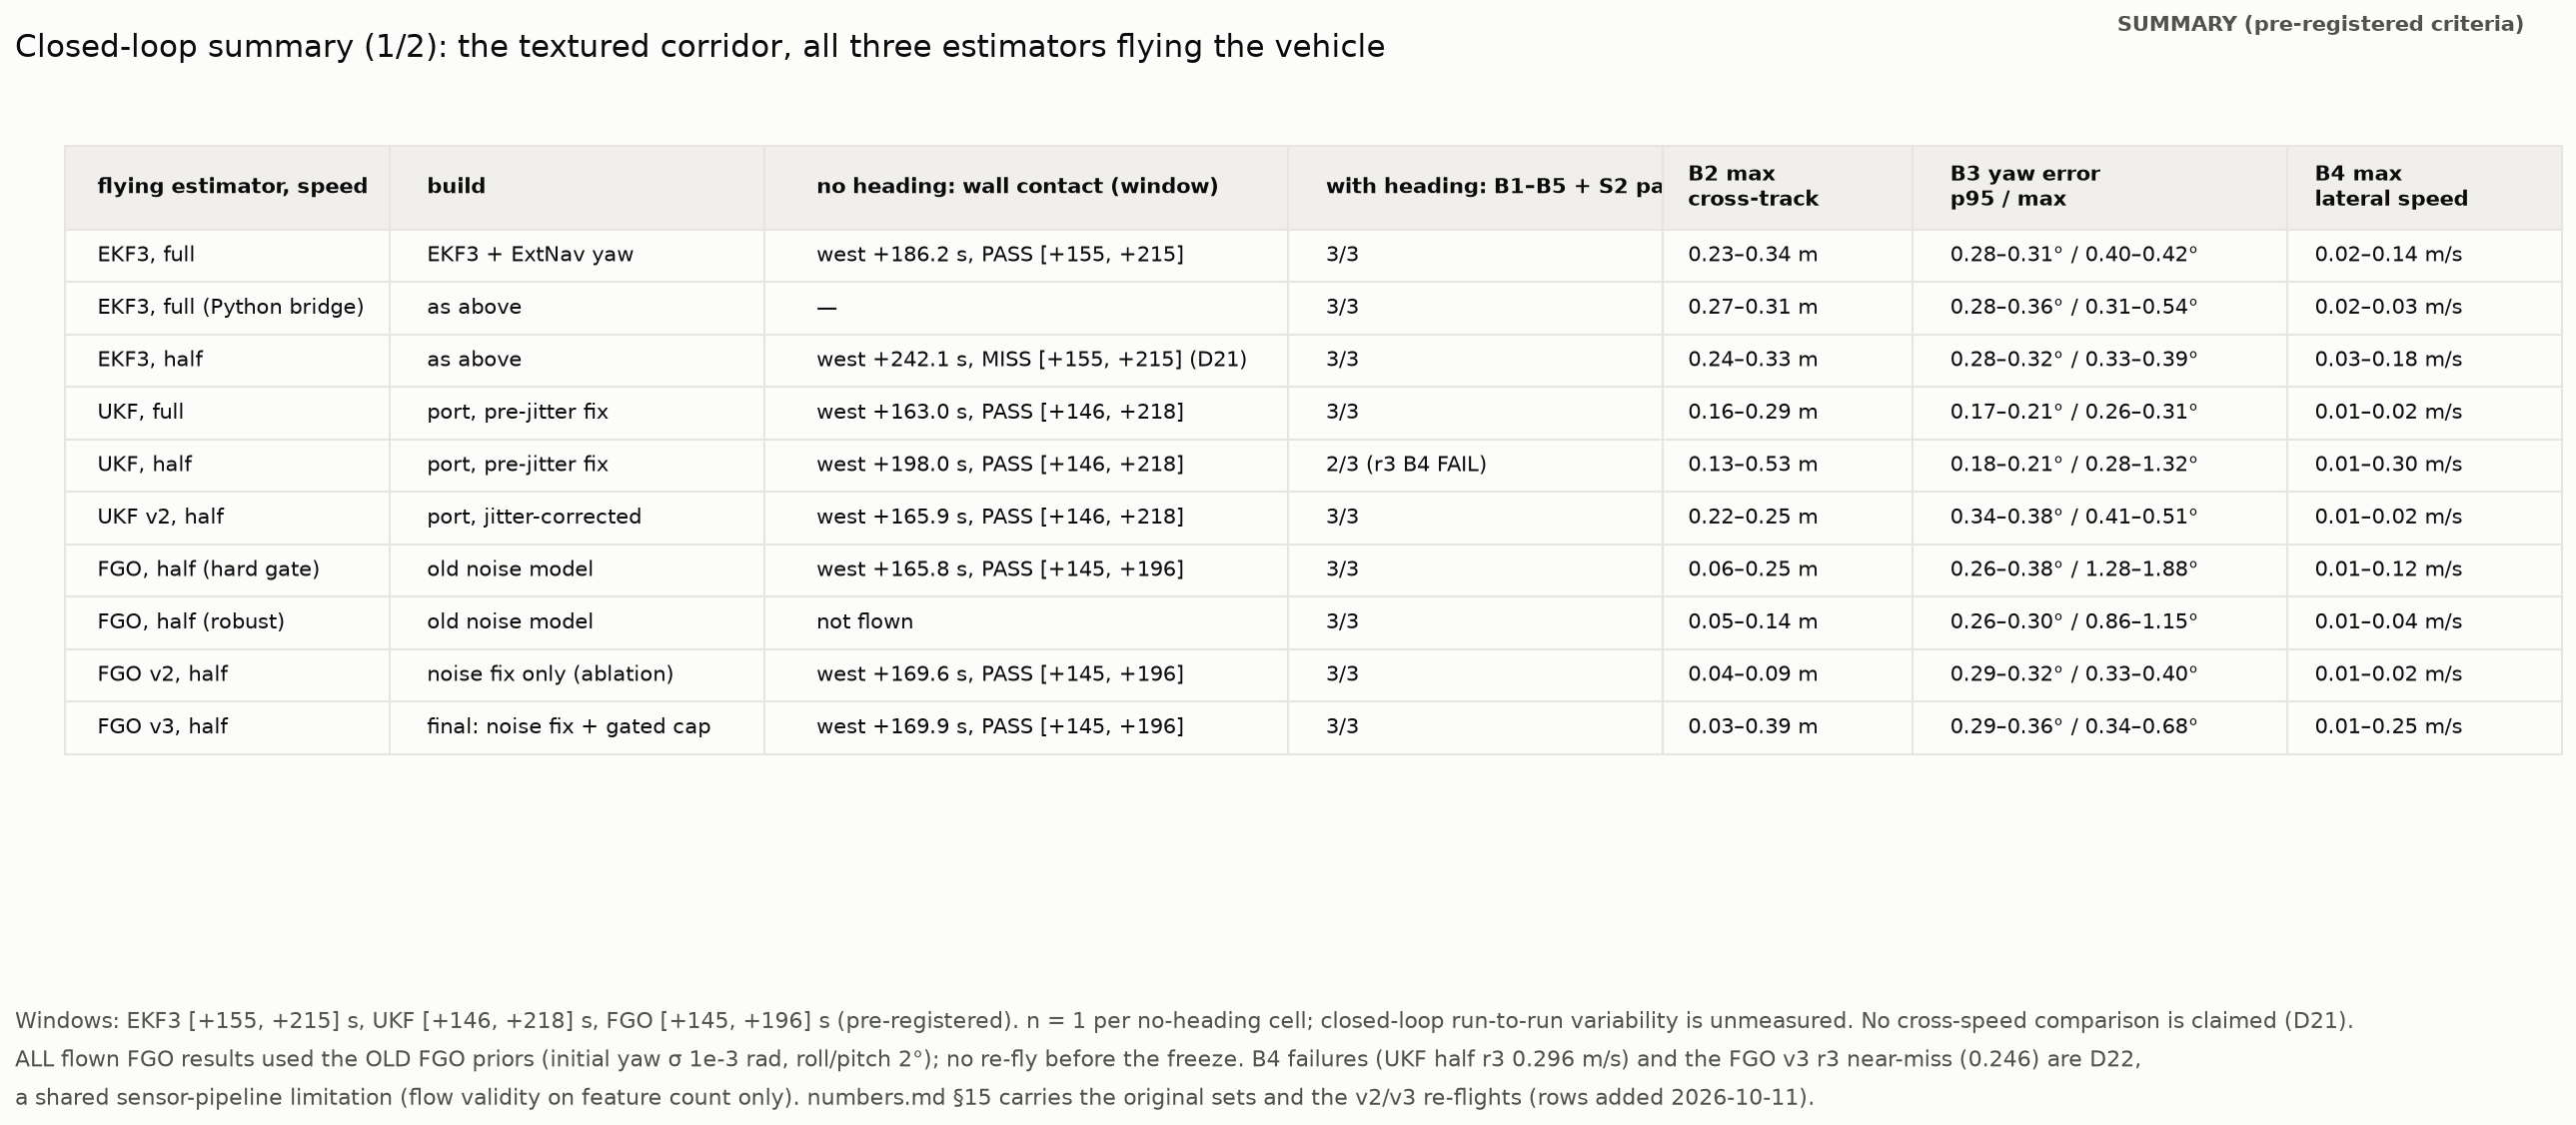 SUMMARY (pre-registered criteria)
Closed-loop summary (1/2): the textured corridor, all three estimators flying the vehicle
flying estimator, speed build no heading: wall contact (window) with heading: B1–B5 + S2 pa B2 max cross-track B3 yaw error p95 / max B4 max lateral speed
EKF3, full EKF3 + ExtNav yaw west +186.2 s, PASS [+155, +215] 3/3 0.23–0.34 m 0.28–0.31° / 0.40–0.42° 0.02–0.14 m/s
EKF3, full (Python bridge) as above — 3/3 0.27–0.31 m 0.28–0.36° / 0.31–0.54° 0.02–0.03 m/s
EKF3, half as above west +242.1 s, MISS [+155, +215] (D21) 3/3 0.24–0.33 m 0.28–0.32° / 0.33–0.39° 0.03–0.18 m/s
UKF, full port, pre-jitter fix west +163.0 s, PASS [+146, +218] 3/3 0.16–0.29 m 0.17–0.21° / 0.26–0.31° 0.01–0.02 m/s
UKF, half port, pre-jitter fix west +198.0 s, PASS [+146, +218] 2/3 (r3 B4 FAIL) 0.13–0.53 m 0.18–0.21° / 0.28–1.32° 0.01–0.30 m/s
UKF v2, half port, jitter-corrected west +165.9 s, PASS [+146, +218] 3/3 0.22–0.25 m 0.34–0.38° / 0.41–0.51° 0.01–0.02 m/s
FGO, half (hard gate) old noise model west +165.8 s, PASS [+145, +196] 3/3 0.06–0.25 m 0.26–0.38° / 1.28–1.88° 0.01–0.12 m/s
FGO, half (robust) old noise model not flown 3/3 0.05–0.14 m 0.26–0.30° / 0.86–1.15° 0.01–0.04 m/s
FGO v2, half noise fix only (ablation) west +169.6 s, PASS [+145, +196] 3/3 0.04–0.09 m 0.29–0.32° / 0.33–0.40° 0.01–0.02 m/s
FGO v3, half final: noise fix + gated cap west +169.9 s, PASS [+145, +196] 3/3 0.03–0.39 m 0.29–0.36° / 0.34–0.68° 0.01–0.25 m/s
Windows: EKF3 [+155, +215] s, UKF [+146, +218] s, FGO [+145, +196] s (pre-registered). n = 1 per no-heading cell; closed-loop run-to-run variability is unmeasured. No cross-speed comparison is claimed (D21).
ALL flown FGO results used the OLD FGO priors (initial yaw σ 1e-3 rad, roll/pitch 2°); no re-fly before the freeze. B4 failures (UKF half r3 0.296 m/s) and the FGO v3 r3 near-miss (0.246) are D22,
a shared sensor-pipeline limitation (flow validity on feature count only). numbers.md §15 carries the original sets and the v2/v3 re-flights (rows added 2026-10-11).